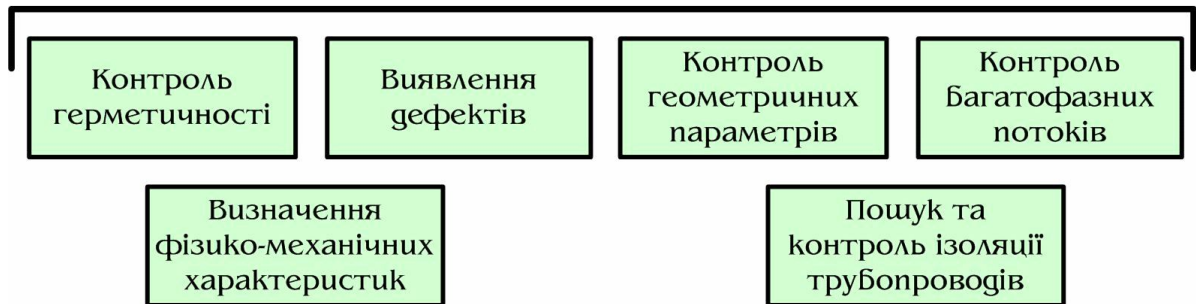 Контроль
герметичності
Виявлення
дефектів
Контроль
геометричних
параметрів
Контроль
багатофазних
потоків
Визначення
фізико-механічних
характеристик
Пошук та
контроль ізоляції
трубопроводів